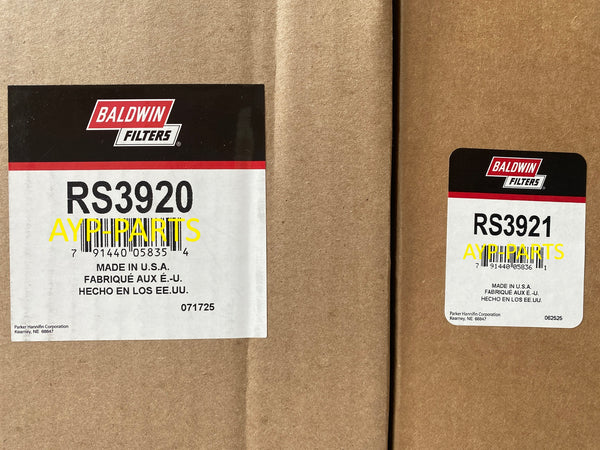 BALDWIN
FILTERS
RS3920
AYP-PARTS
7 91440 05835 4
MADE IN U.S.A.
FABRIQUÉ AUX É.-U.
HECHO EN LOS EE.UU.
071725
Parker Hannifin Corporation
Kearney, NE 68847
BALDWIN
FILTERS
RS3921
AYP-PARTS
7 91440 05836 1
MADE IN U.S.A.
FABRIQUÉ AUX É.-U.
HECHO EN LOS EE.UU.
Parker Hannifin Corporation
Kearney, NE 68847
062525